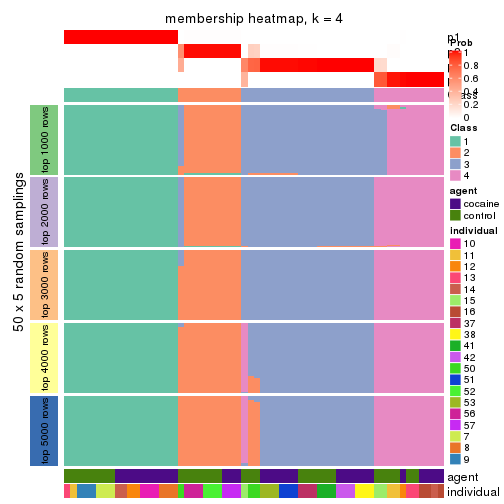 membership heatmap, k = 4
p1
Prob
1
0.8
0.6
0.4
0.2
0
Class
1
2
3
4
agent
cocaine
control
individual
10
11
12
13
14
15
16
37
38
41
42
50
51
52
53
56
57
7
8
9
50 x 5 random samplings
top 1000 rows
top 2000 rows
top 3000 rows
top 4000 rows
top 5000 rows
agent
individual